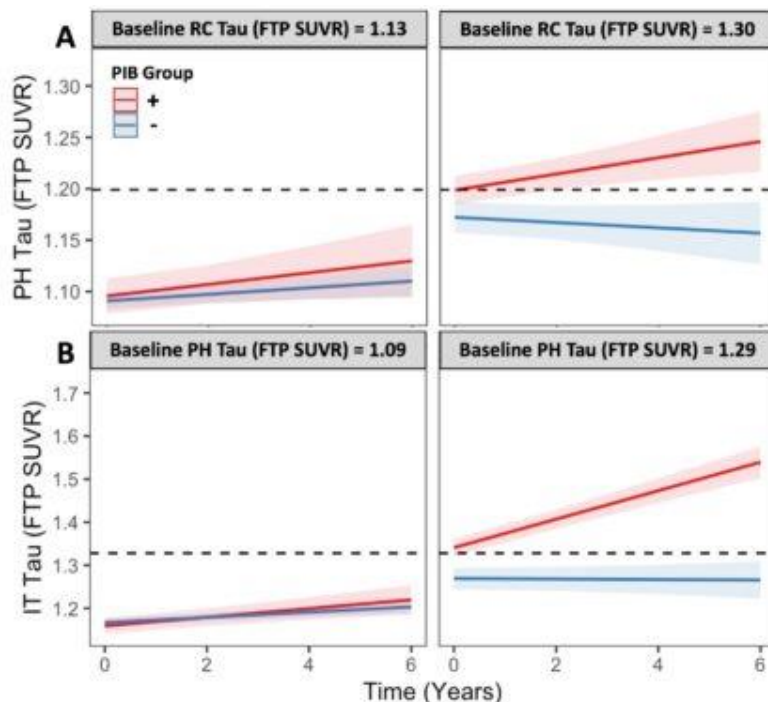 A
Baseline RC Tau (FTP SUVR) = 1.13
Baseline RC Tau (FTP SUVR) = 1.30
PIB Group
+
-
PH Tau (FTP SUVR)
1.30
1.25
1.20
1.15
1.10
B
Baseline PH Tau (FTP SUVR) = 1.09
Baseline PH Tau (FTP SUVR) = 1.29
IT Tau (FTP SUVR)
1.7
1.6
1.5
1.4
1.3
1.2
0 2 4 6 0 2 4 6
Time (Years)